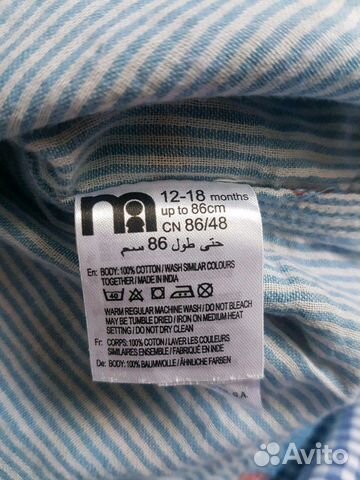 m
12-18 months
up to 86cm
CN 86/48
حتى طول 86 سم
En: BODY: 100% COTTON / WASH SIMILAR COLOURS
TOGETHER / MADE IN INDIA
40
WARM REGULAR MACHINE WASH / DO NOT BLEACH
MAY BE TUMBLE DRIED / IRON ON MEDIUM HEAT
SETTING / DO NOT DRY CLEAN
Fr: CORPS: 100% COTON / LAVER LES COULEURS
SIMILAIRES ENSEMBLE / FABRIQUÉ EN INDE
De: BODY: 100% BAUMWOLLE / ÄHNLICHE FARBEN
Avito